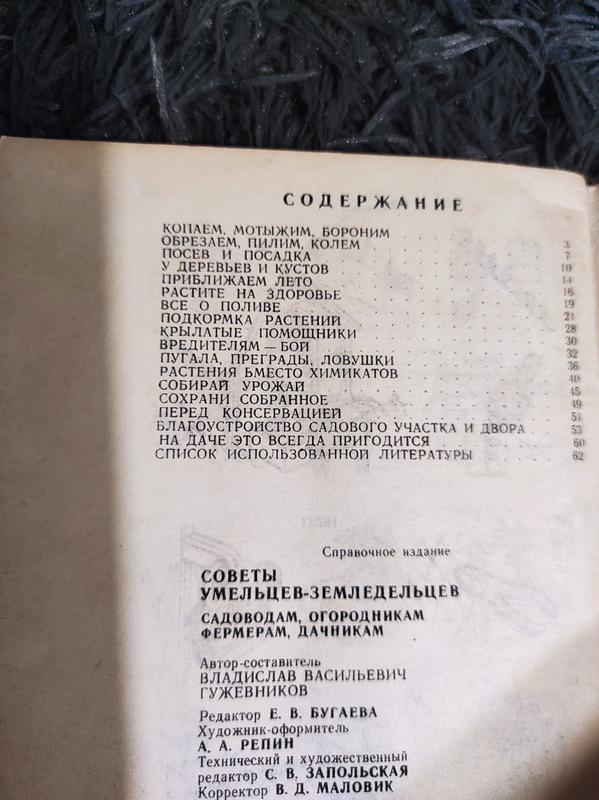 СОДЕРЖАНИЕ
КОПАЕМ, МОТЫЖИМ, БОРОНИМ 3
ОБРЕЗАЕМ, ПИЛИМ, КОЛЕМ 7
ПОСЕВ И ПОСАДКА 10
У ДЕРЕВЬЕВ И КУСТОВ 14
ПРИБЛИЖАЕМ ЛЕТО 16
РАСТИТЕ НА ЗДОРОВЬЕ 19
ВСЕ О ПОЛИВЕ 21
ПОДКОРМКА РАСТЕНИЙ 28
КРЫЛАТЫЕ ПОМОЩНИКИ 30
ВРЕДИТЕЛЯМ — БОЙ 32
ПУГАЛА, ПРЕГРАДЫ, ЛОВУШКИ 36
РАСТЕНИЯ ВМЕСТО ХИМИКАТОВ 40
СОБИРАЙ УРОЖАЙ 45
СОХРАНИ СОБРАННОЕ 49
ПЕРЕД КОНСЕРВАЦИЕЙ 51
БЛАГОУСТРОЙСТВО САДОВОГО УЧАСТКА И ДВОРА 53
НА ДАЧЕ ЭТО ВСЕГДА ПРИГОДИТСЯ 60
СПИСОК ИСПОЛЬЗОВАННОЙ ЛИТЕРАТУРЫ 62
Справочное издание
СОВЕТЫ
УМЕЛЬЦЕВ-ЗЕМЛЕДЕЛЬЦЕВ
САДОВОДАМ, ОГОРОДНИКАМ
ФЕРМЕРАМ, ДАЧНИКАМ
Автор-составитель
ВЛАДИСЛАВ ВАСИЛЬЕВИЧ
ГУЖЕВНИКОВ
Редактор Е. В. БУГАЕВА
Художник-оформитель
А. А. РЕПИН
Технический и художественный
редактор С. В. ЗАПОЛЬСКАЯ
Корректор В. Д. МАЛОВИК